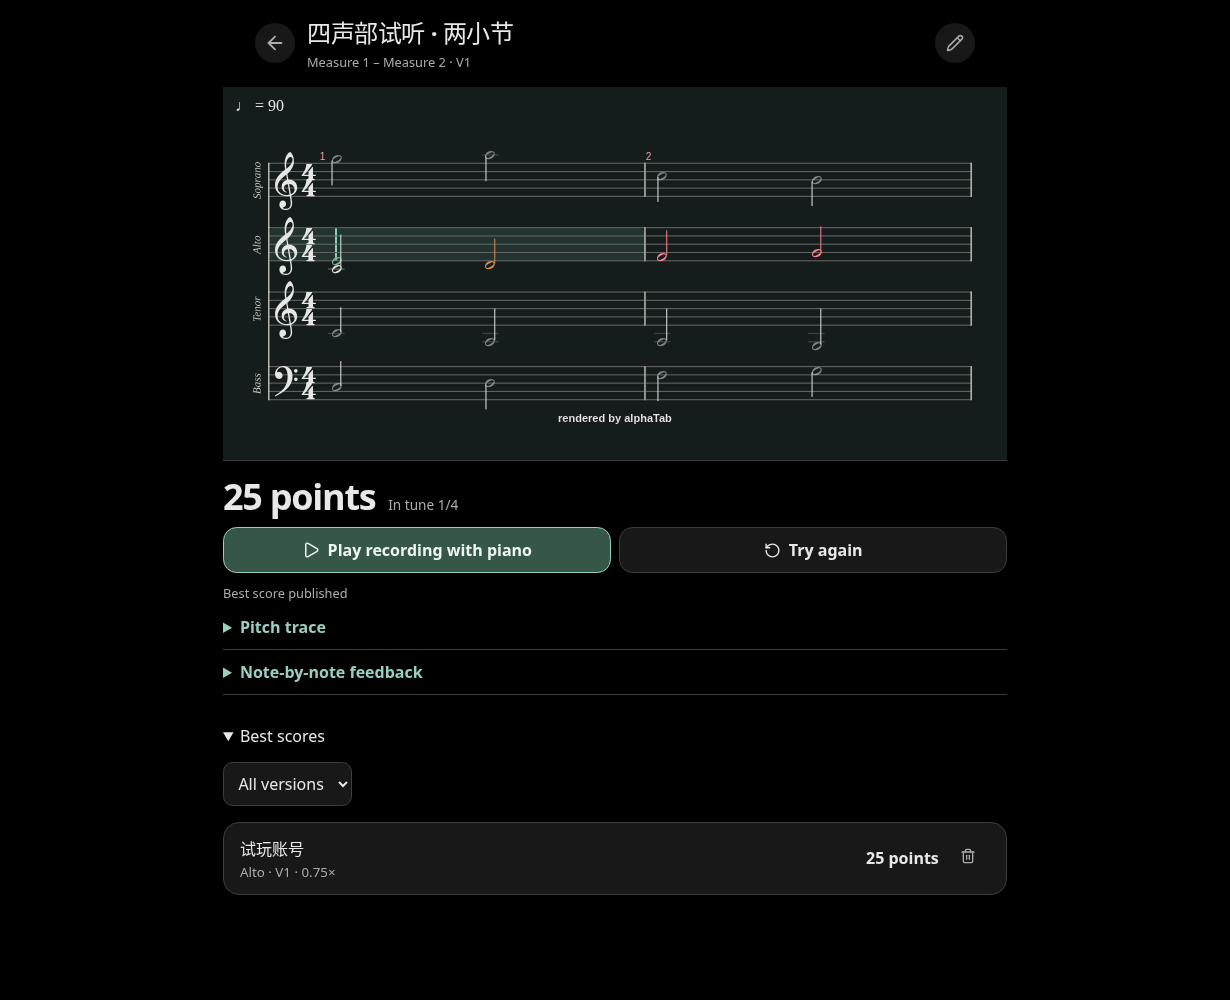 四声部试听 · 两小节
Measure 1 – Measure 2 · V1
♩ = 90
1
2
Soprano
Alto
Tenor
Bass
rendered by alphaTab
25 points
In tune 1/4
Play recording with piano
Try again
Best score published
Pitch trace
Note-by-note feedback
Best scores
All versions
试玩账号
25 points
Alto · V1 · 0.75×